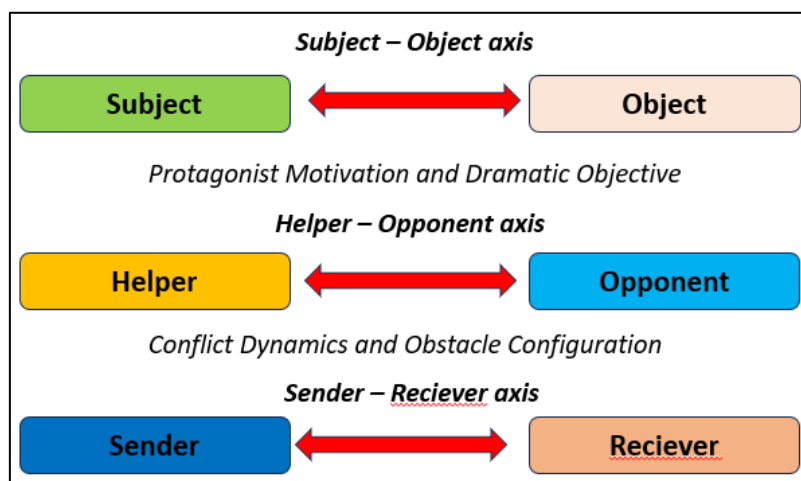 Subject – Object axis
Subject Object
Protagonist Motivation and Dramatic Objective
Helper – Opponent axis
Helper Opponent
Conflict Dynamics and Obstacle Configuration
Sender – Reciever axis
Sender Reciever